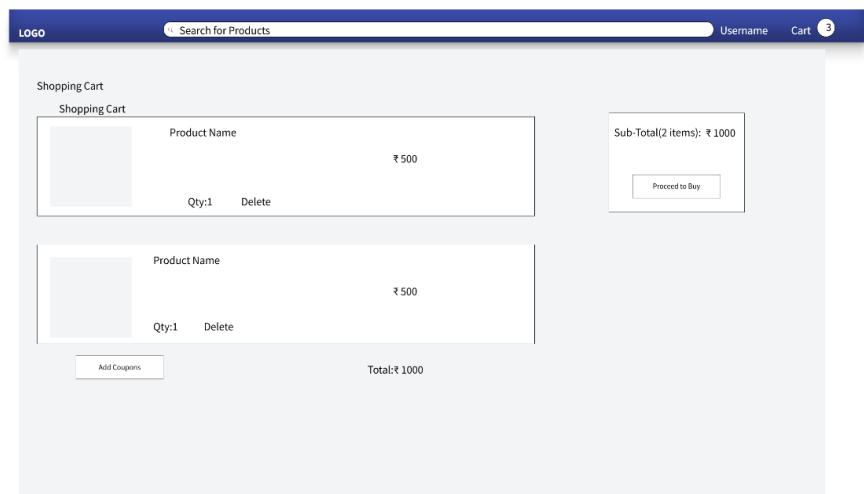 LOGO
Search for Products
Username
Cart
3
Shopping Cart
Shopping Cart
Product Name
₹ 500
Qty:1 Delete
Sub-Total(2 items): ₹ 1000
Proceed to Buy
Product Name
₹ 500
Qty:1 Delete
Add Coupons
Total:₹ 1000